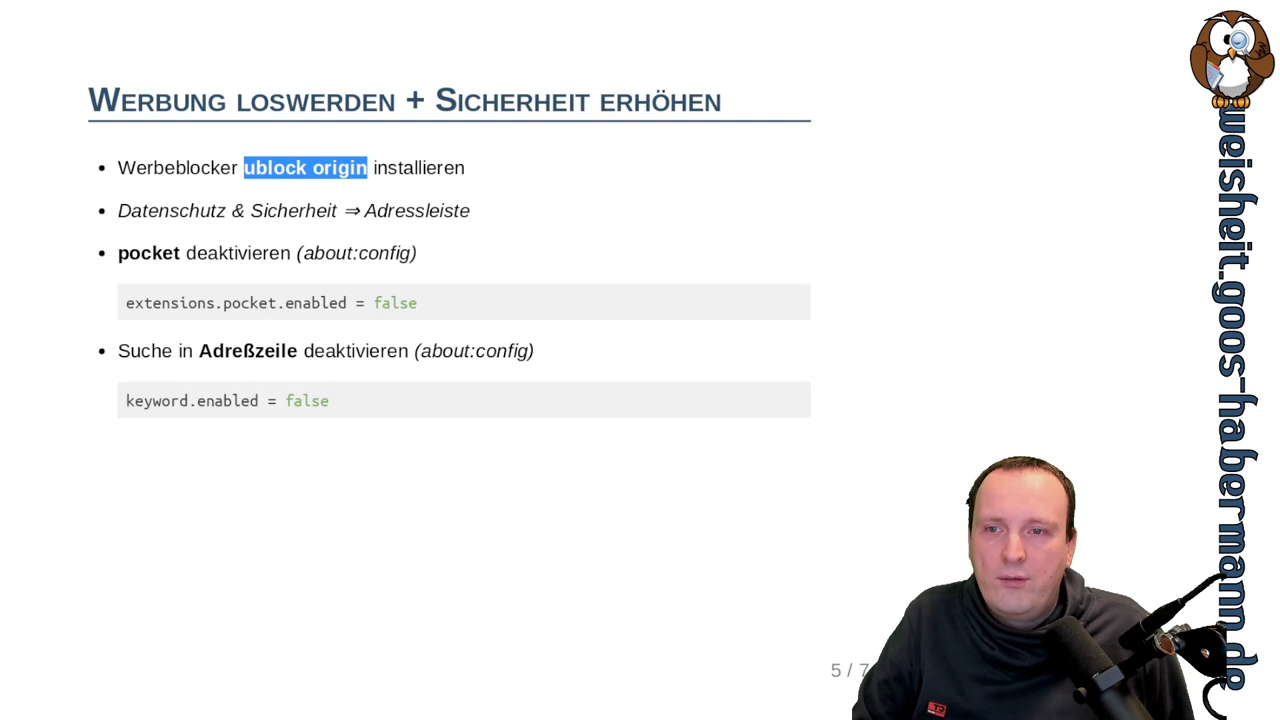 Werbung loswerden + Sicherheit erhöhen
Werbeblocker ublock origin installieren
Datenschutz & Sicherheit ⇒ Adressleiste
pocket deaktivieren (about:config)
extensions.pocket.enabled = false
Suche in Adreßzeile deaktivieren (about:config)
keyword.enabled = false
5 / 7
weisheit.goos-habermann.de